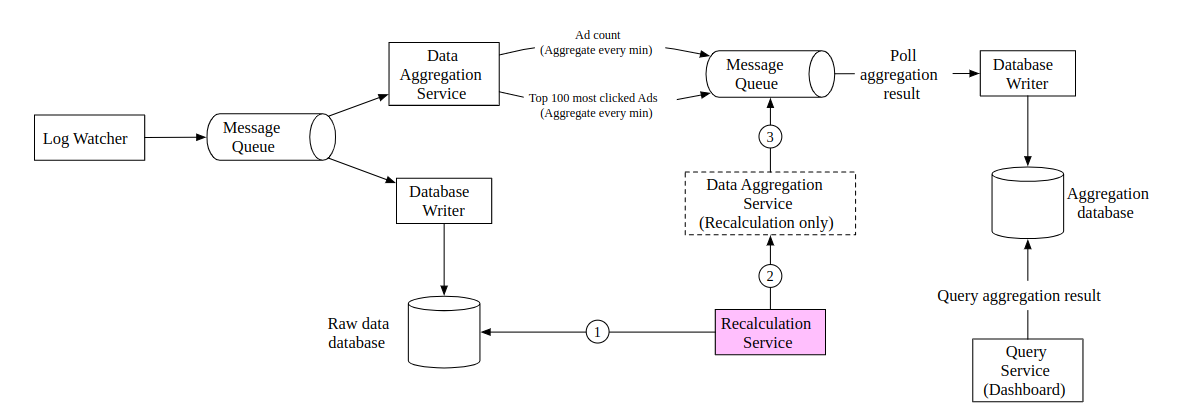 Log Watcher
Message
Queue
Data
Aggregation
Service
Ad count
(Aggregate every min)
Top 100 most clicked Ads
(Aggregate every min)
Message
Queue
Poll
aggregation
result
Database
Writer
Database
Writer
3
Data Aggregation
Service
(Recalculation only)
Aggregation
database
2
Query aggregation result
Raw data
database
1
Recalculation
Service
Query
Service
(Dashboard)